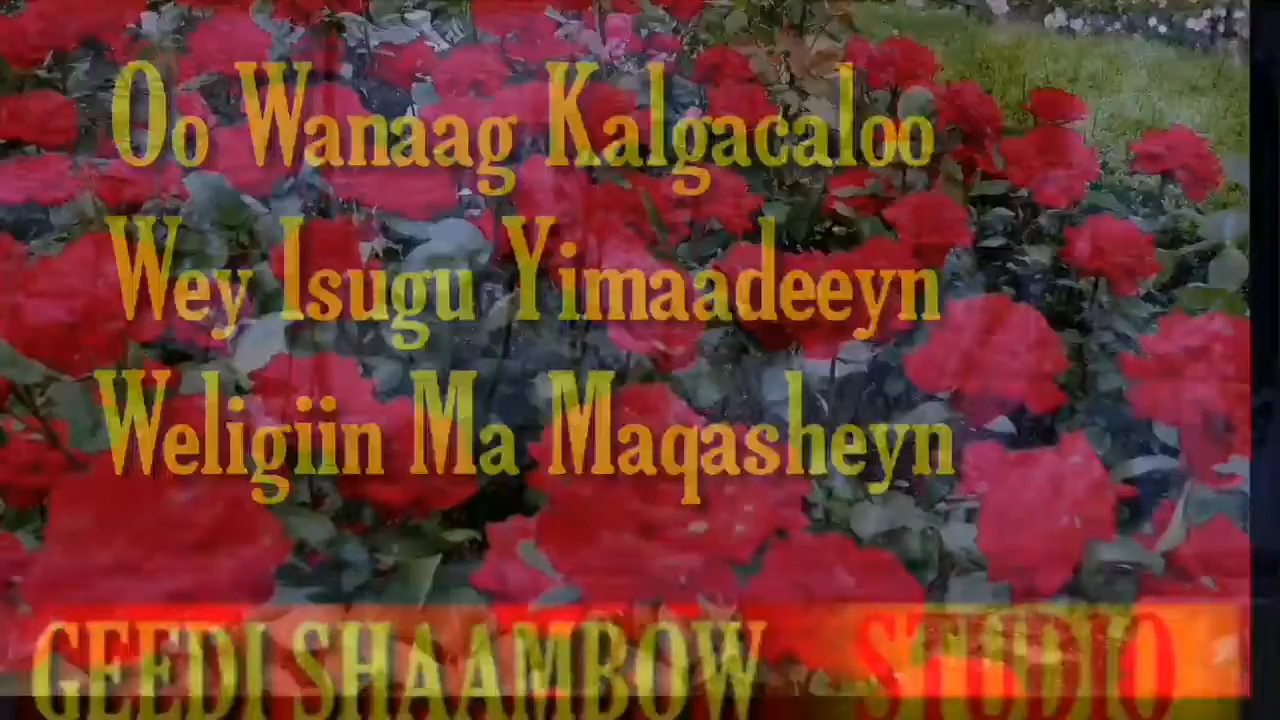 Oo Wanaag Kalgacaloo
Wey Isugu Yimaadeeyn
Weligiin Ma Maqasheyn
GEEDI SHAAMBOW STUDIO